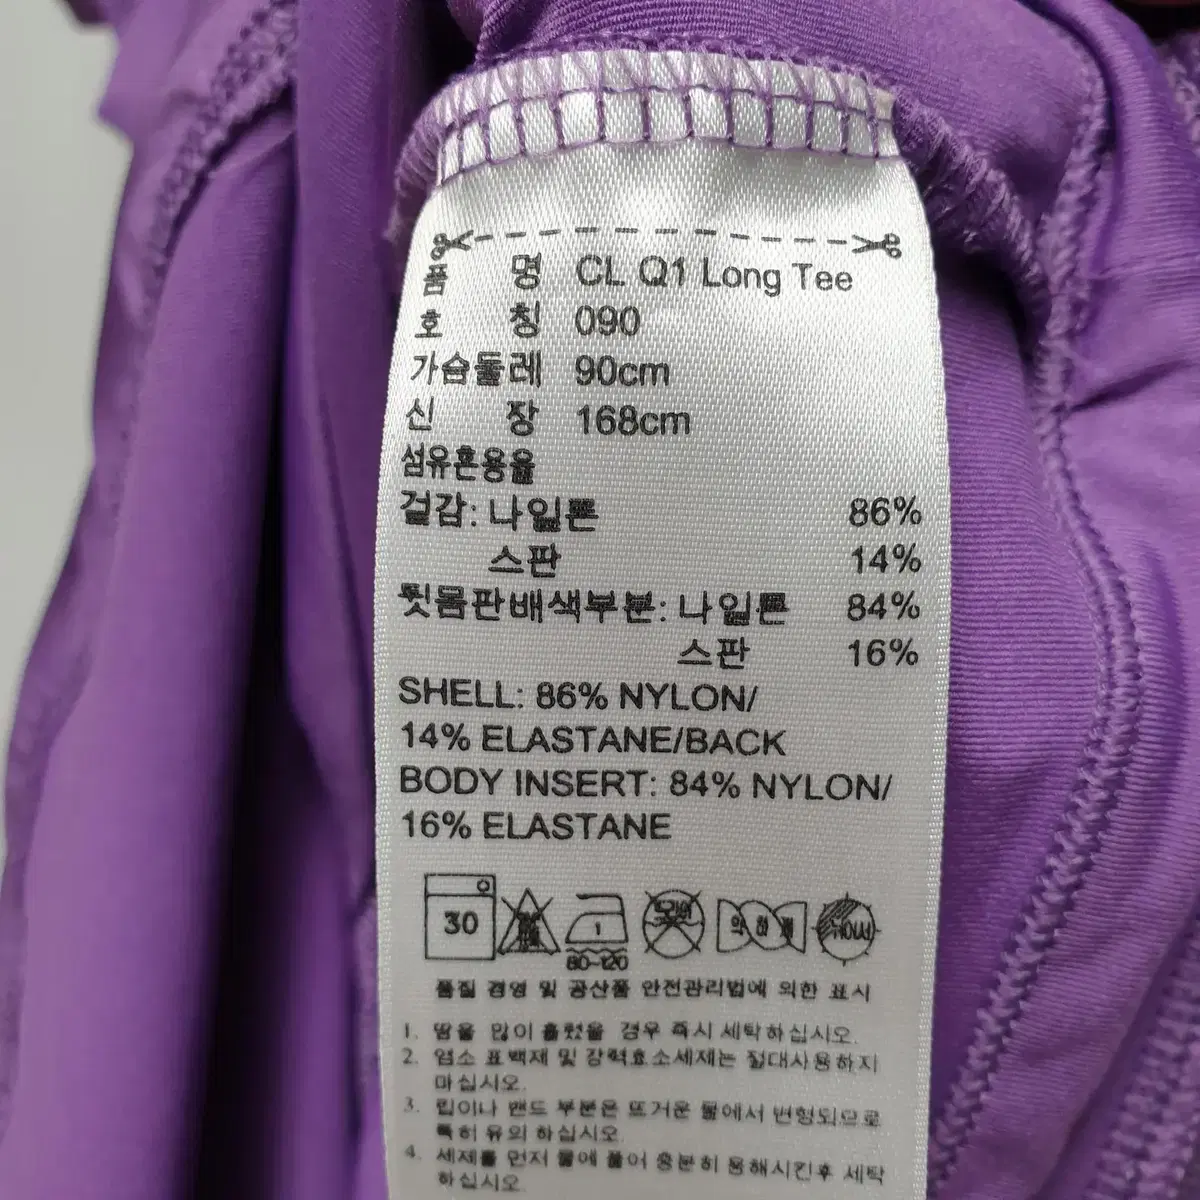 품 명 CL Q1 Long Tee
호 칭 090
가슴둘레 90cm
신 장 168cm
섬유혼용율
겉감: 나일론 86%
스판 14%
뒷몸판배색부분: 나일론 84%
스판 16%
SHELL: 86% NYLON/
14% ELASTANE/BACK
BODY INSERT: 84% NYLON/
16% ELASTANE
30
1
80~120
약하게
품질 경영 및 공산품 안전관리법에 의한 표시
1. 땀을 많이 흘렸을 경우 즉시 세탁하십시오.
2. 염소 표백제 및 강력효소세제는 절대사용하지
마십시오.
3. 립이나 밴드 부분은 뜨거운 물에서 변형되므로
특히 유의 하십시오.
4. 세제를 먼저 물에 풀어 충분히 용해시킨후 세탁
하십시오.